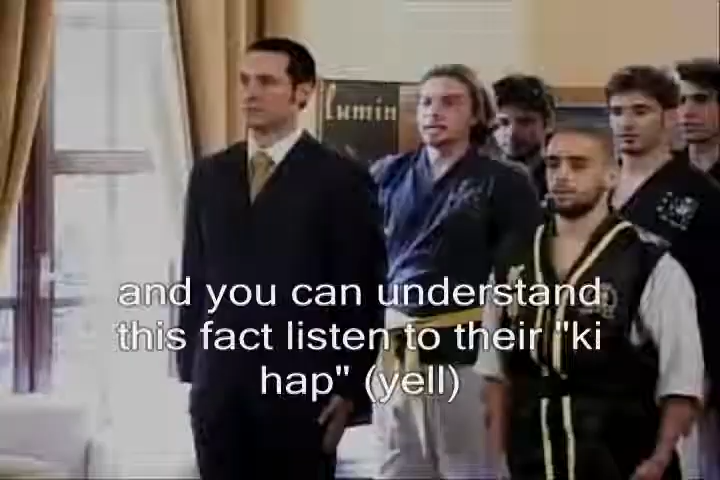 lumin
and you can understand
this fact listen to their "ki
hap" (yell)